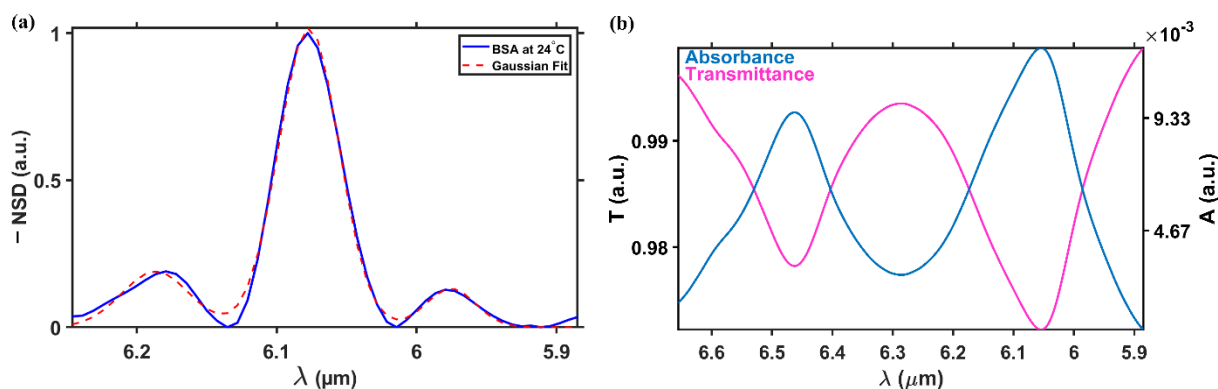 (a)
1
0.5
0
− NSD (a.u.)
BSA at 24°C
Gaussian Fit
6.2
6.1
6
5.9
λ (µm)
(b)
Absorbance
Transmittance
×10⁻³
0.99
0.98
T (a.u.)
9.33
4.67
A (a.u.)
6.6
6.5
6.4
6.3
6.2
6.1
6
5.9
λ (μm)